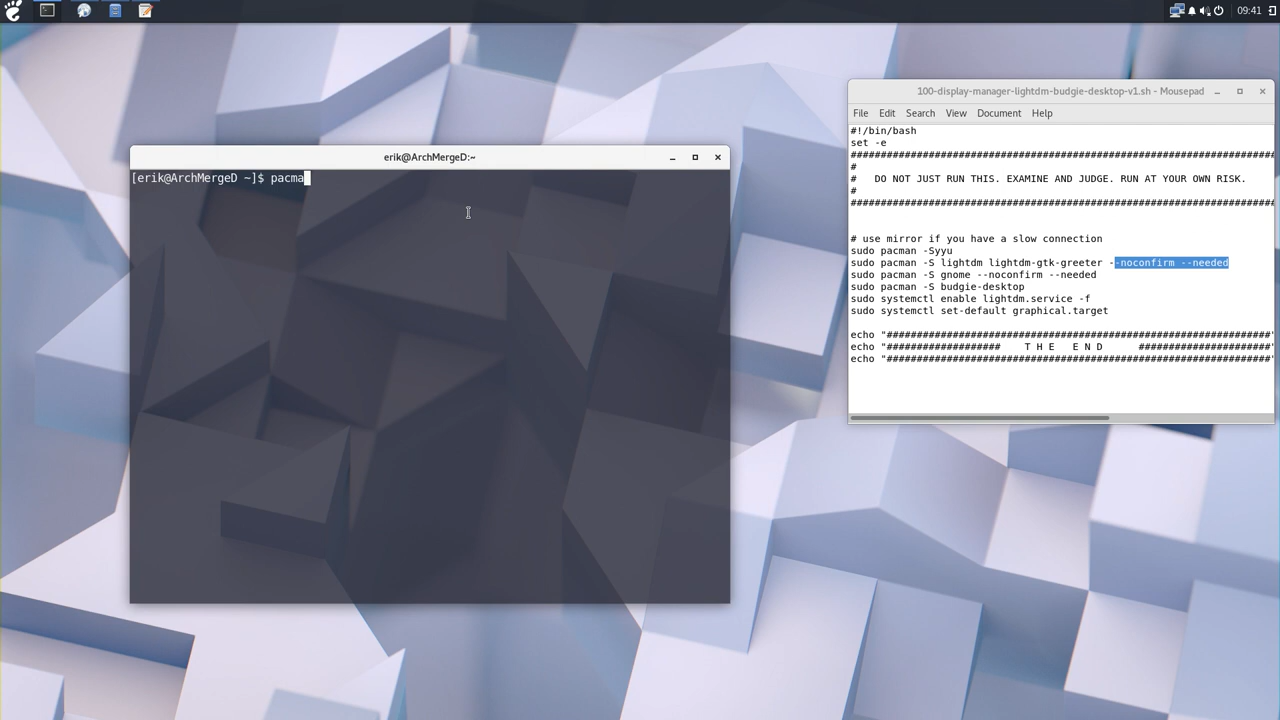 09:41
100-display-manager-lightdm-budgie-desktop-v1.sh - Mousepad
File Edit Search View Document Help
#!/bin/bash
set -e
################################################################################
#
# DO NOT JUST RUN THIS. EXAMINE AND JUDGE. RUN AT YOUR OWN RISK.
#
################################################################################
# use mirror if you have a slow connection
sudo pacman -Syyu
sudo pacman -S lightdm lightdm-gtk-greeter --noconfirm --needed
sudo pacman -S gnome --noconfirm --needed
sudo pacman -S budgie-desktop
sudo systemctl enable lightdm.service -f
sudo systemctl set-default graphical.target
echo "################################################################"
echo "################### T H E E N D ######################"
echo "################################################################"
erik@ArchMergeD:~
[erik@ArchMergeD ~]$ pacma